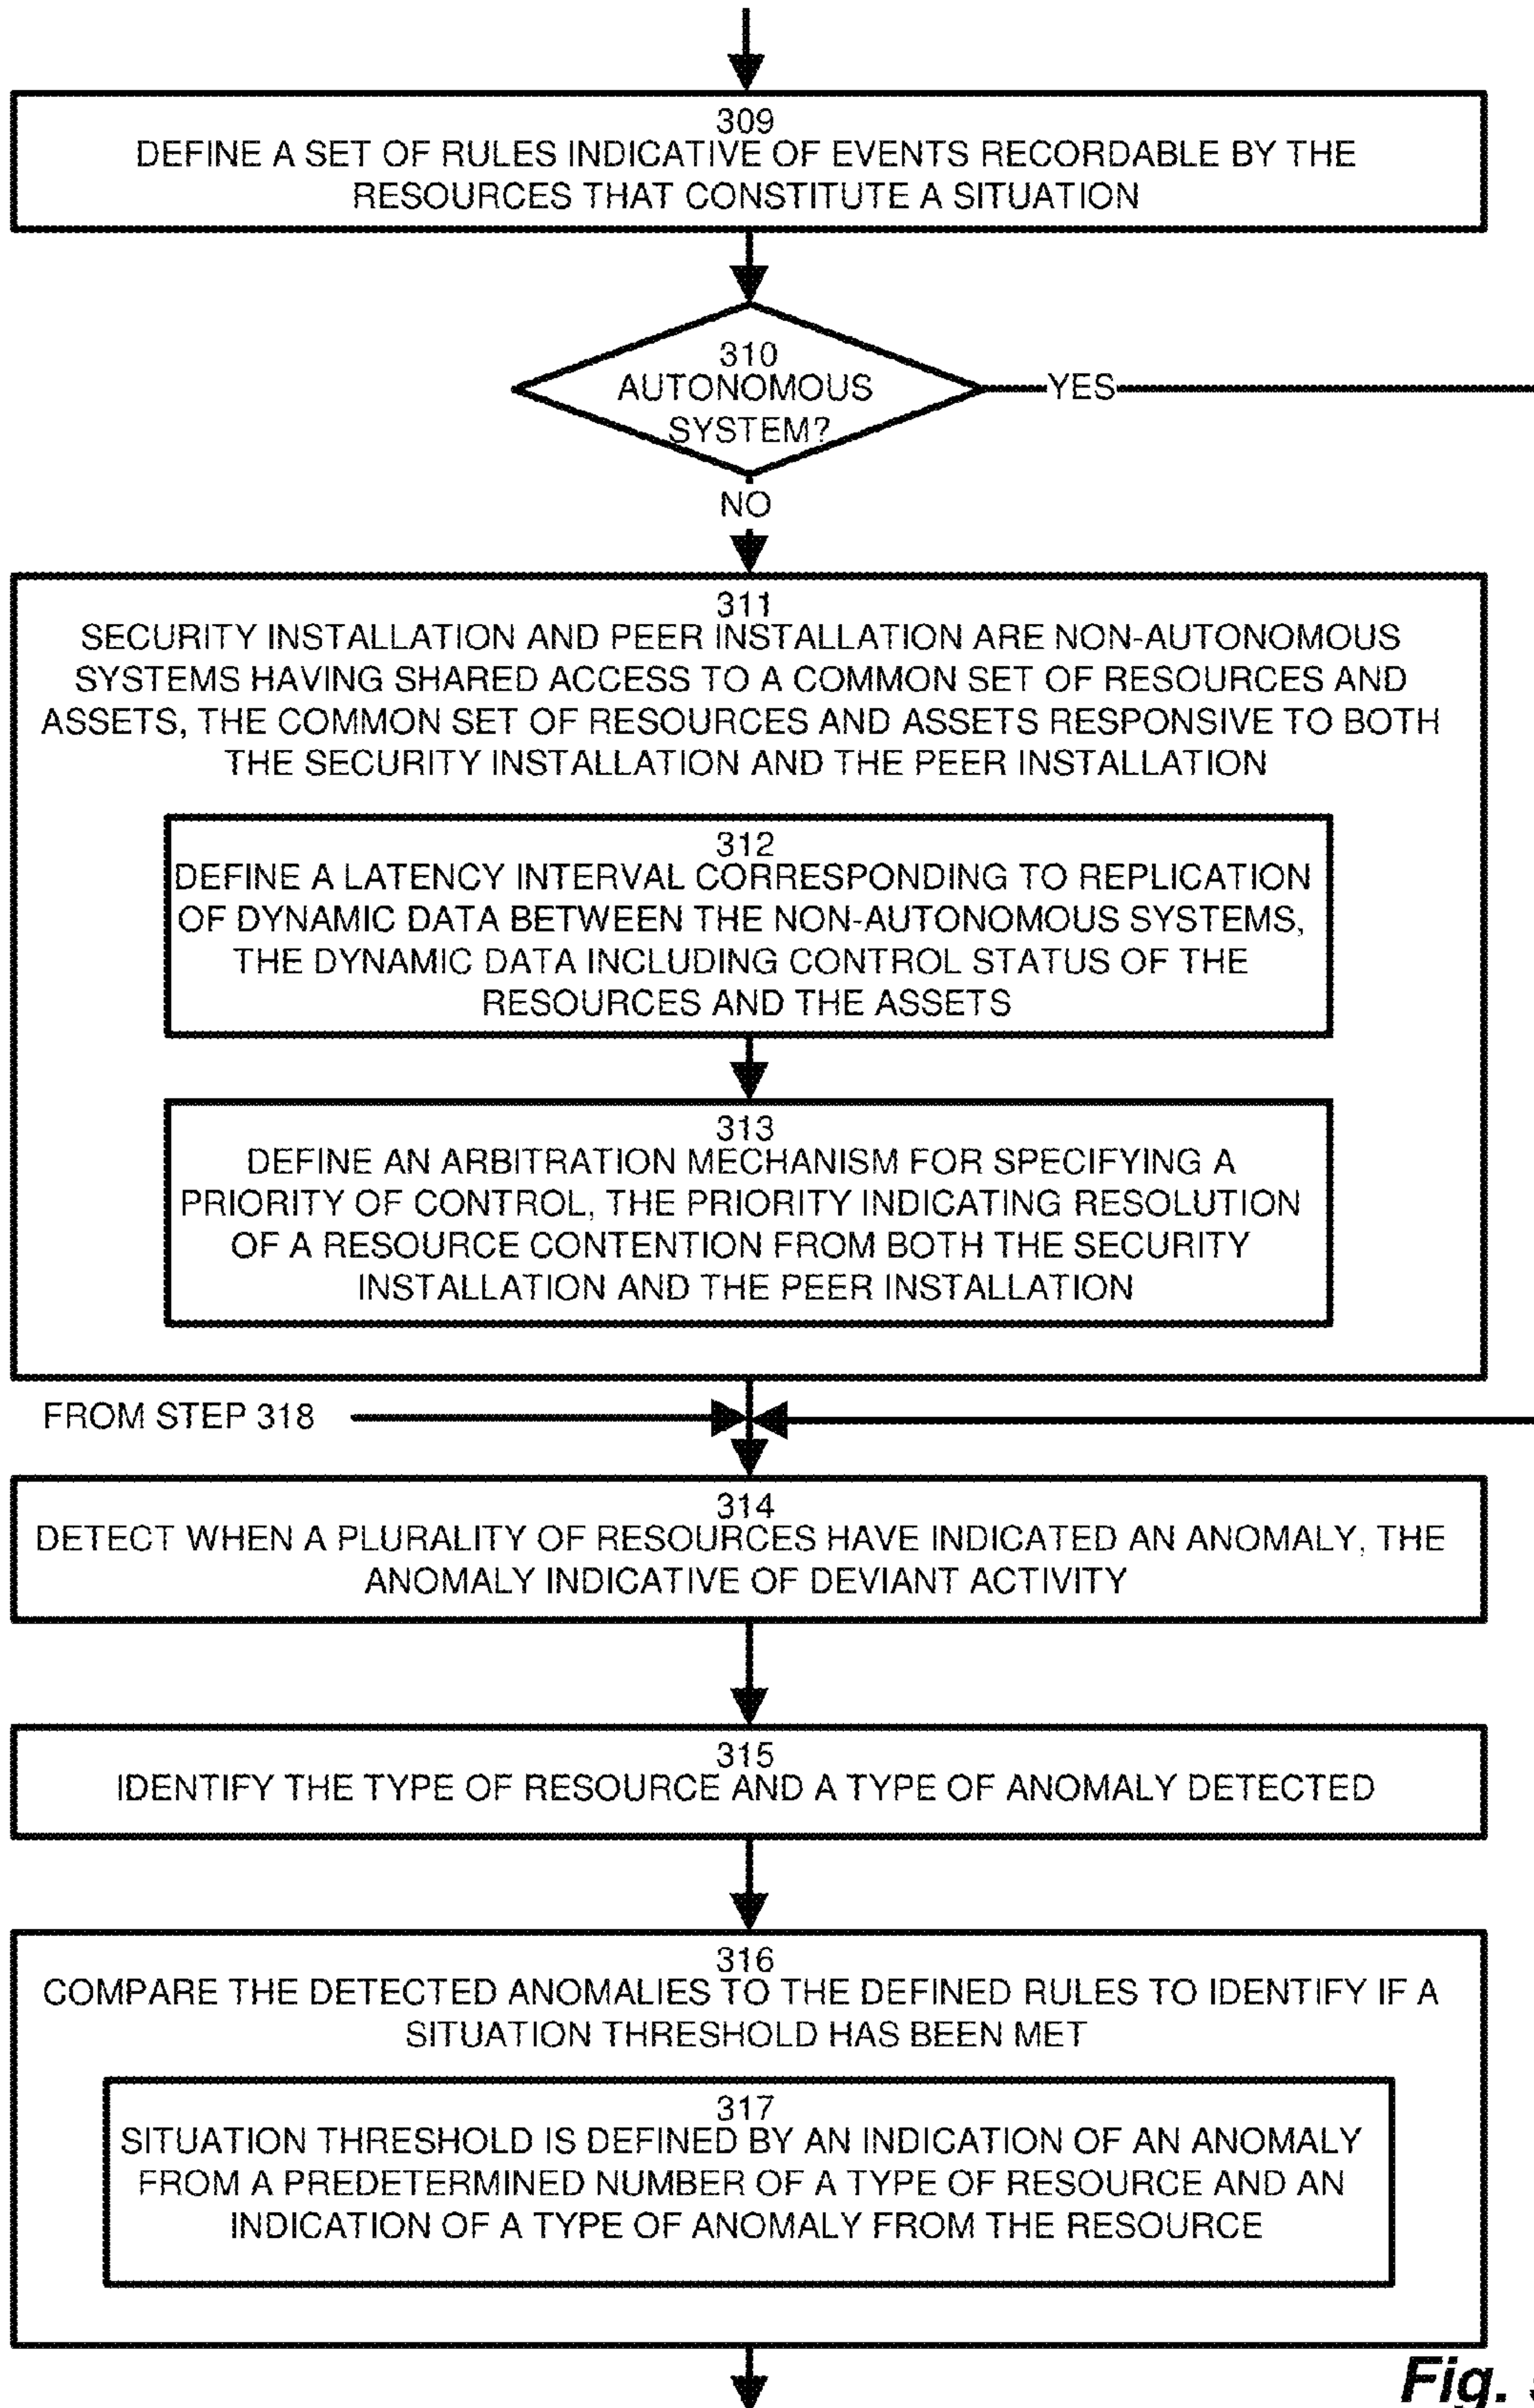 309
DEFINE A SET OF RULES INDICATIVE OF EVENTS RECORDABLE BY THE
RESOURCES THAT CONSTITUTE A SITUATION
310
AUTONOMOUS
SYSTEM?
YES
NO
311
SECURITY INSTALLATION AND PEER INSTALLATION ARE NON-AUTONOMOUS
SYSTEMS HAVING SHARED ACCESS TO A COMMON SET OF RESOURCES AND
ASSETS, THE COMMON SET OF RESOURCES AND ASSETS RESPONSIVE TO BOTH
THE SECURITY INSTALLATION AND THE PEER INSTALLATION
312
DEFINE A LATENCY INTERVAL CORRESPONDING TO REPLICATION
OF DYNAMIC DATA BETWEEN THE NON-AUTONOMOUS SYSTEMS,
THE DYNAMIC DATA INCLUDING CONTROL STATUS OF THE
RESOURCES AND THE ASSETS
313
DEFINE AN ARBITRATION MECHANISM FOR SPECIFYING A
PRIORITY OF CONTROL, THE PRIORITY INDICATING RESOLUTION
OF A RESOURCE CONTENTION FROM BOTH THE SECURITY
INSTALLATION AND THE PEER INSTALLATION
FROM STEP 318
314
DETECT WHEN A PLURALITY OF RESOURCES HAVE INDICATED AN ANOMALY, THE
ANOMALY INDICATIVE OF DEVIANT ACTIVITY
315
IDENTIFY THE TYPE OF RESOURCE AND A TYPE OF ANOMALY DETECTED
316
COMPARE THE DETECTED ANOMALIES TO THE DEFINED RULES TO IDENTIFY IF A
SITUATION THRESHOLD HAS BEEN MET
317
SITUATION THRESHOLD IS DEFINED BY AN INDICATION OF AN ANOMALY
FROM A PREDETERMINED NUMBER OF A TYPE OF RESOURCE AND AN
INDICATION OF A TYPE OF ANOMALY FROM THE RESOURCE
Fig.